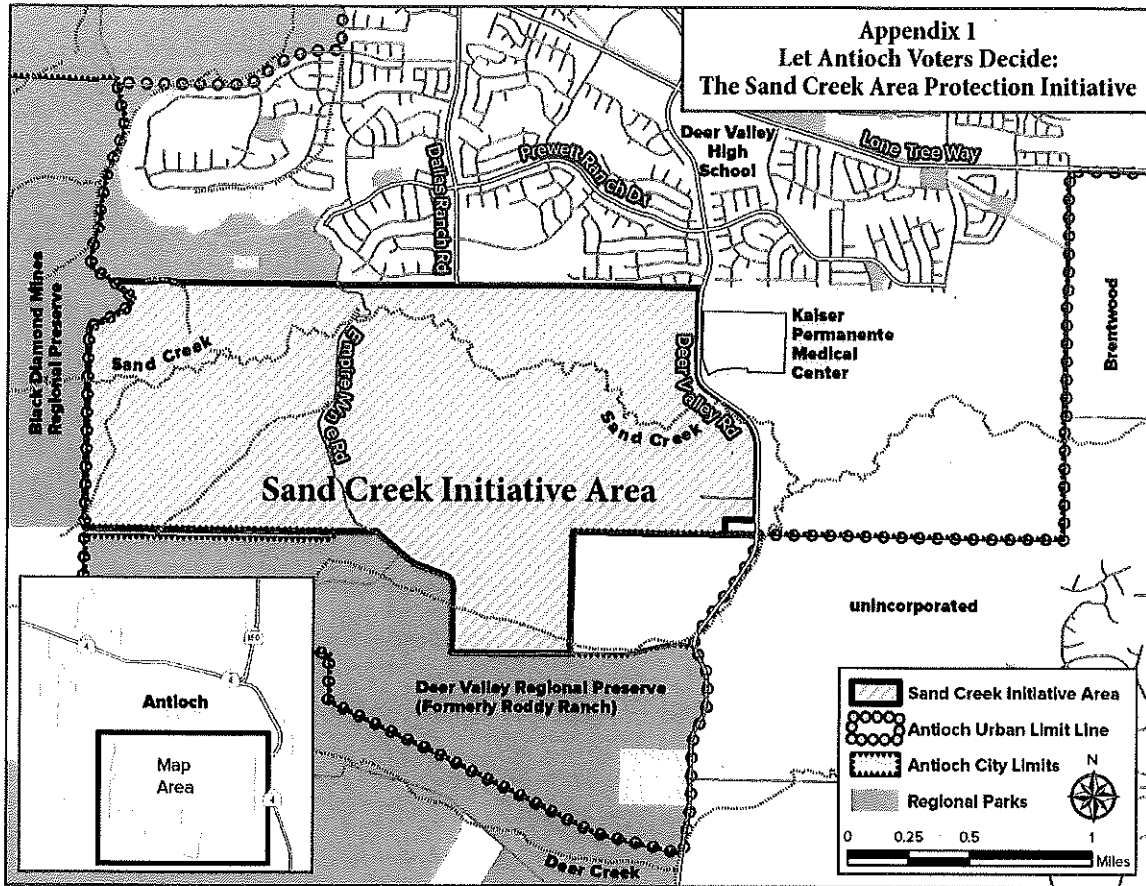 Appendix 1
Let Antioch Voters Decide:
The Sand Creek Area Protection Initiative
Deer Valley
High
School
Lone Tree Way
Prewett Ranch Dr
Dallas Ranch Rd
Black Diamond Mines
Regional Preserve
Sand Creek
Empire Mine Rd
Deer Valley Rd
Sand Creek
Kaiser
Permanente
Medical
Center
Brentwood
Sand Creek Initiative Area
unincorporated
Deer Valley Regional Preserve
(Formerly Roddy Ranch)
Deer Creek
4
160
4
Antioch
Map
Area
4
Sand Creek Initiative Area
Antioch Urban Limit Line
Antioch City Limits
Regional Parks
N
0 0.25 0.5 1
Miles